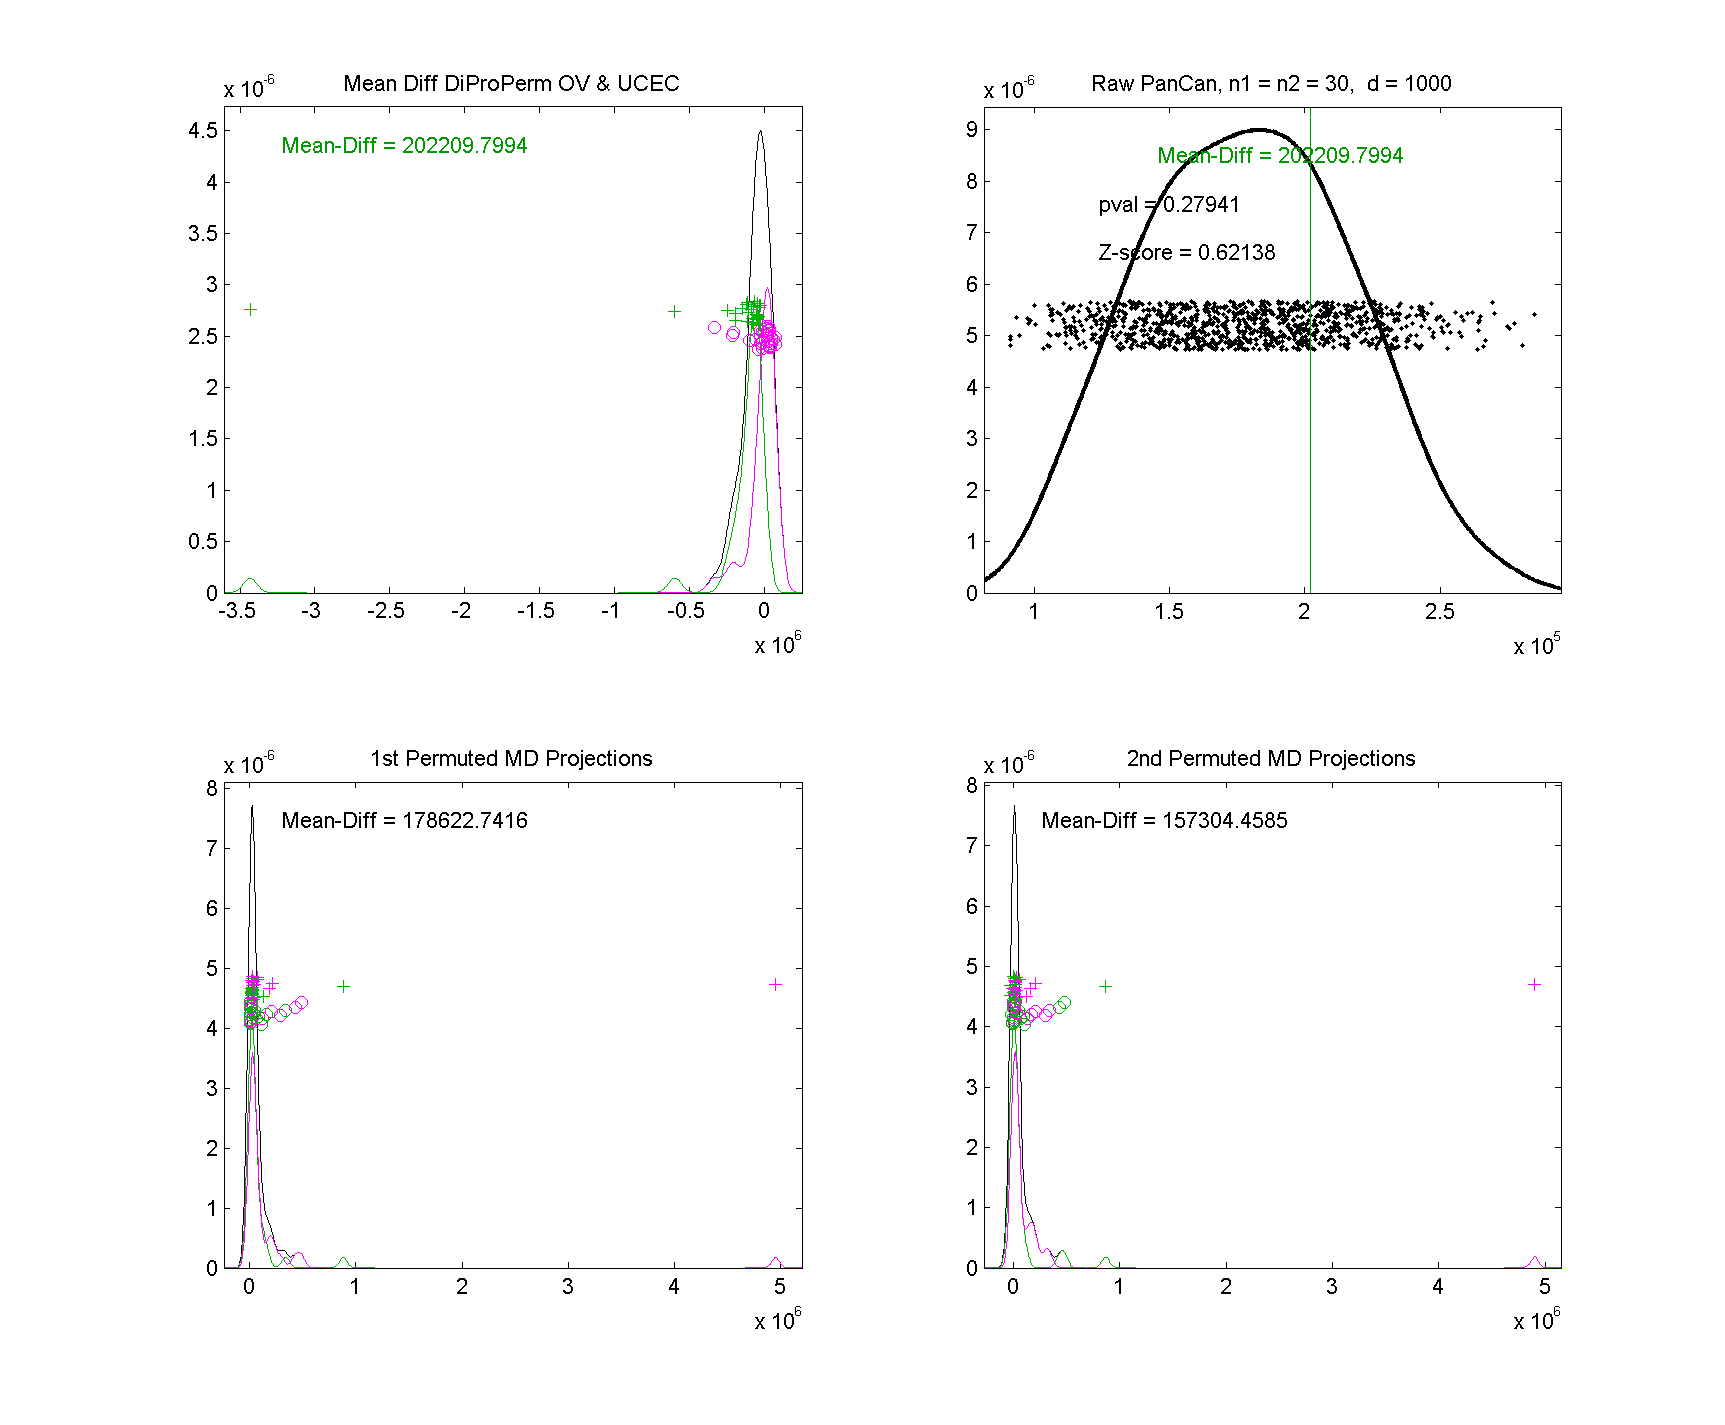 Mean Diff DiProPerm OV & UCEC
x 10^-6
Mean-Diff = 202209.7994
4.5
4
3.5
3
2.5
2
1.5
1
0.5
0
-3.5 -3 -2.5 -2 -1.5 -1 -0.5 0
x 10^6
Raw PanCan, n1 = n2 = 30, d = 1000
x 10^-6
Mean-Diff = 202209.7994
pval = 0.27941
Z-score = 0.62138
9
8
7
6
5
4
3
2
1
0
1 1.5 2 2.5
x 10^5
1st Permuted MD Projections
x 10^-6
Mean-Diff = 178622.7416
8
7
6
5
4
3
2
1
0
0 1 2 3 4 5
x 10^6
2nd Permuted MD Projections
x 10^-6
Mean-Diff = 157304.4585
8
7
6
5
4
3
2
1
0
0 1 2 3 4 5
x 10^6